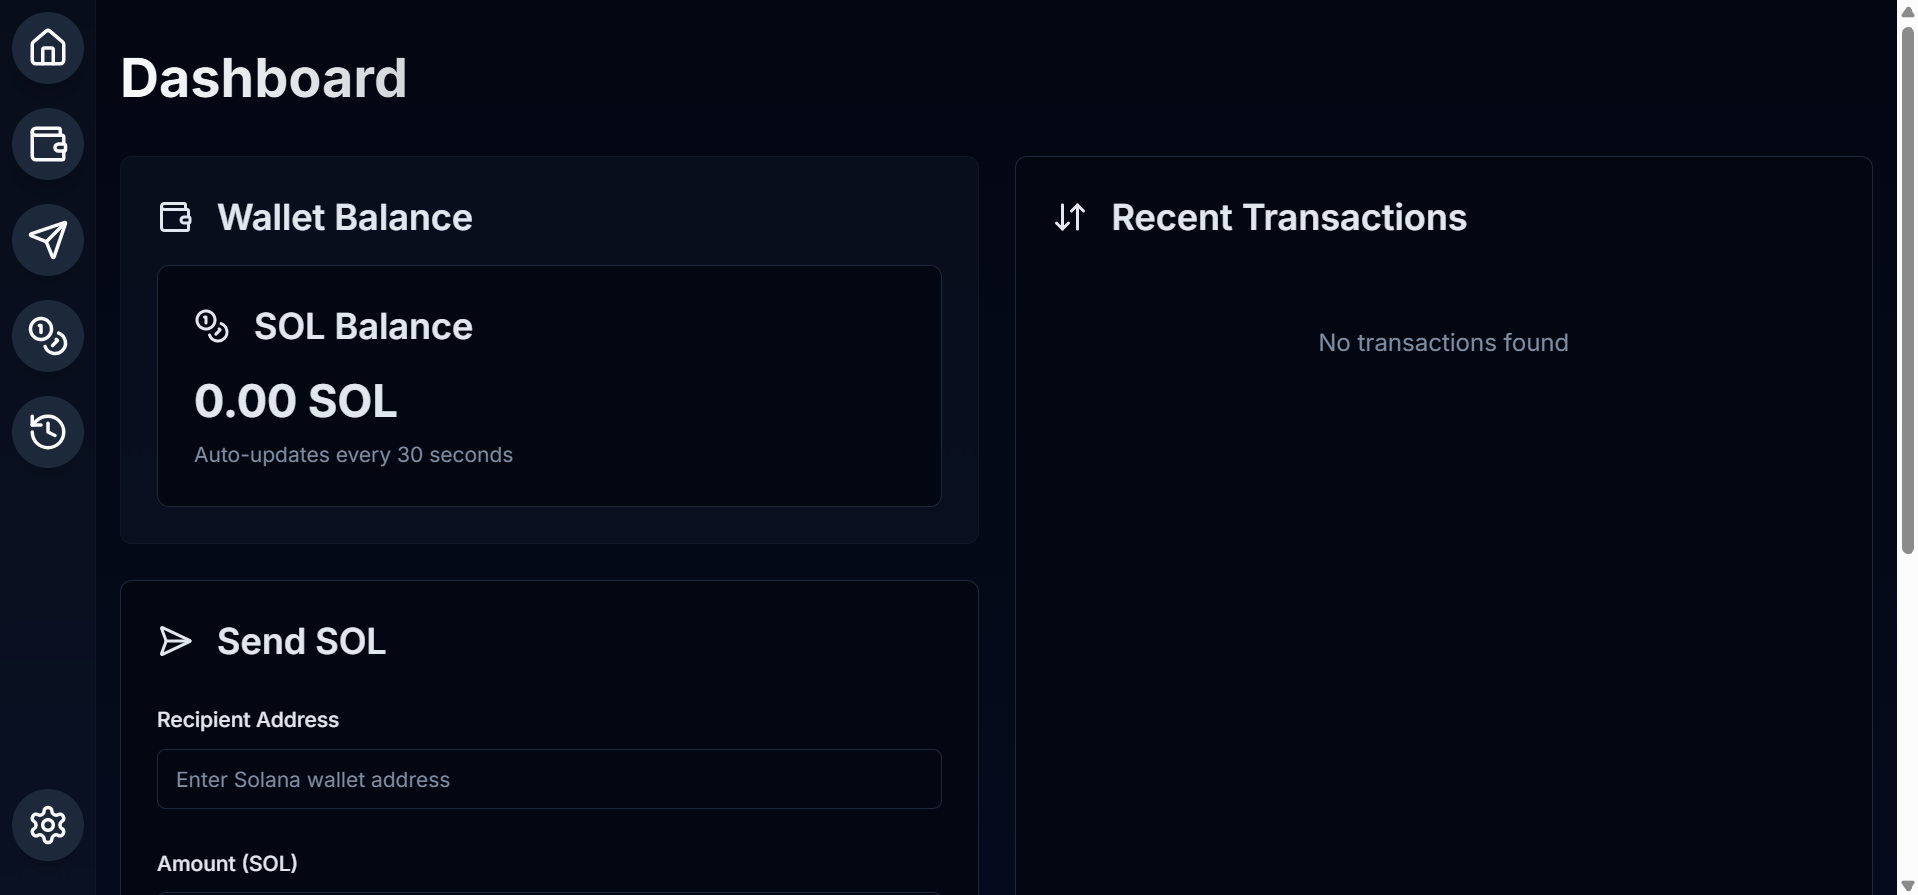 Dashboard
Wallet Balance
SOL Balance
0.00 SOL
Auto-updates every 30 seconds
Send SOL
Recipient Address
Enter Solana wallet address
Amount (SOL)
Recent Transactions
No transactions found